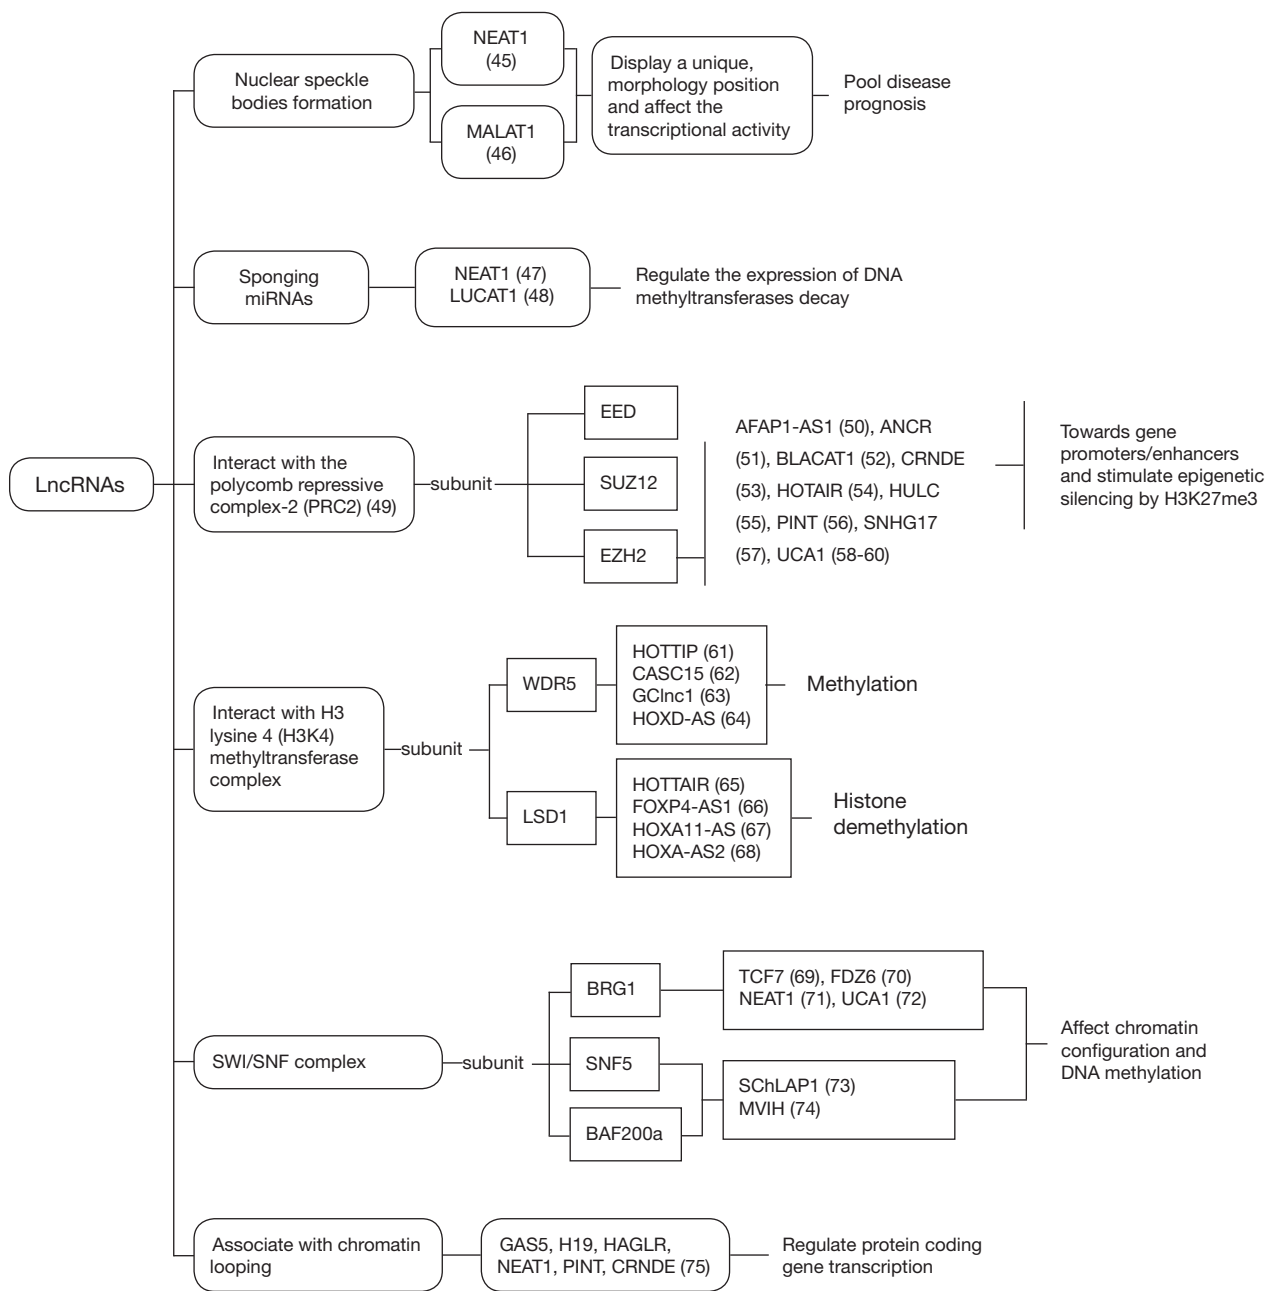 LncRNAs
Nuclear speckle
bodies formation
NEAT1
(45)
MALAT1
(46)
Display a unique,
morphology position
and affect the
transcriptional activity
Pool disease
prognosis
Sponging
miRNAs
NEAT1 (47)
LUCAT1 (48)
Regulate the expression of DNA
methyltransferases decay
Interact with the
polycomb repressive
complex-2 (PRC2) (49)
subunit
EED
SUZ12
EZH2
AFAP1-AS1 (50), ANCR
(51), BLACAT1 (52), CRNDE
(53), HOTAIR (54), HULC
(55), PINT (56), SNHG17
(57), UCA1 (58-60)
Towards gene
promoters/enhancers
and stimulate epigenetic
silencing by H3K27me3
Interact with H3
lysine 4 (H3K4)
methyltransferase
complex
subunit
WDR5
HOTTIP (61)
CASC15 (62)
GClnc1 (63)
HOXD-AS (64)
Methylation
LSD1
HOTTAIR (65)
FOXP4-AS1 (66)
HOXA11-AS (67)
HOXA-AS2 (68)
Histone
demethylation
SWI/SNF complex
subunit
BRG1
SNF5
BAF200a
TCF7 (69), FDZ6 (70)
NEAT1 (71), UCA1 (72)
SChLAP1 (73)
MVIH (74)
Affect chromatin
configuration and
DNA methylation
Associate with chromatin
looping
GAS5, H19, HAGLR,
NEAT1, PINT, CRNDE (75)
Regulate protein coding
gene transcription